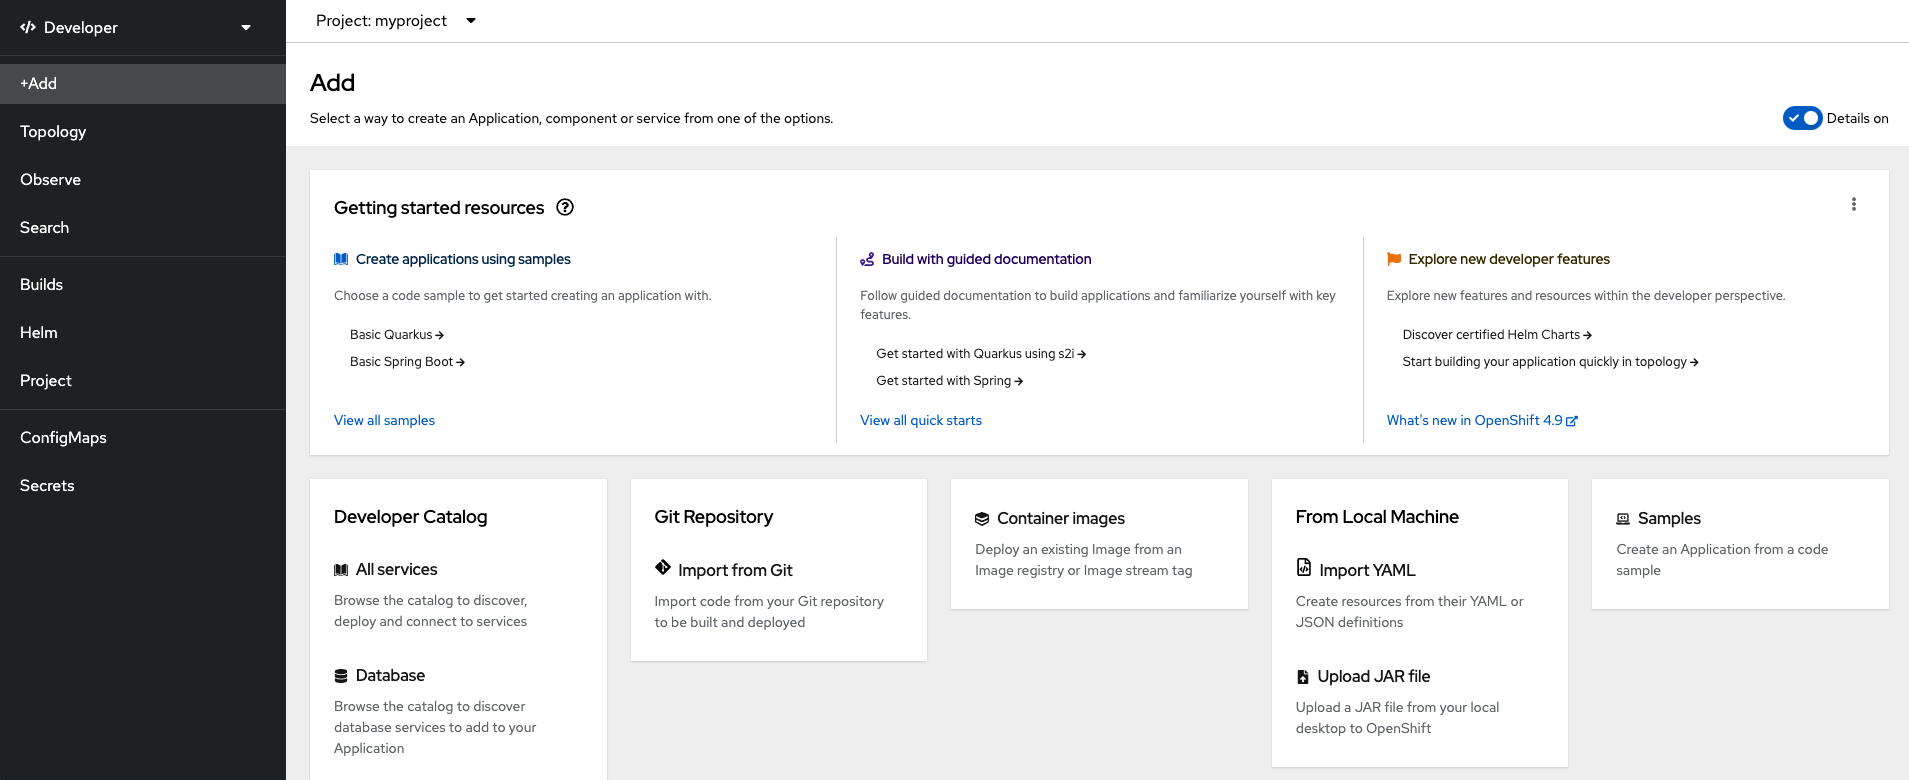 Developer
+Add
Topology
Observe
Search
Builds
Helm
Project
ConfigMaps
Secrets
Project: myproject
Add
Select a way to create an Application, component or service from one of the options.
Details on
Getting started resources
Create applications using samples
Choose a code sample to get started creating an application with.
Basic Quarkus
Basic Spring Boot
View all samples
Build with guided documentation
Follow guided documentation to build applications and familiarize yourself with key
features.
Get started with Quarkus using s2i
Get started with Spring
View all quick starts
Explore new developer features
Explore new features and resources within the developer perspective.
Discover certified Helm Charts
Start building your application quickly in topology
What's new in OpenShift 4.9
Developer Catalog
All services
Browse the catalog to discover,
deploy and connect to services
Database
Browse the catalog to discover
database services to add to your
Application
Git Repository
Import from Git
Import code from your Git repository
to be built and deployed
Container images
Deploy an existing Image from an
Image registry or Image stream tag
From Local Machine
Import YAML
Create resources from their YAML or
JSON definitions
Upload JAR file
Upload a JAR file from your local
desktop to OpenShift
Samples
Create an Application from a code
sample